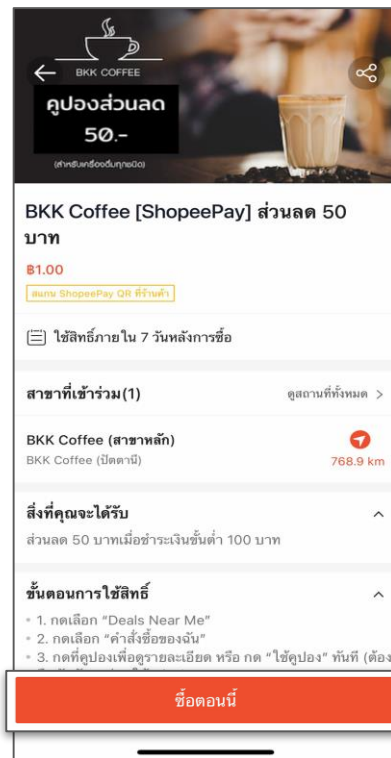 BKK COFFEE
คูปองส่วนลด
50.-
(สำหรับเครื่องดื่มทุกชนิด)
BKK Coffee [ShopeePay] ส่วนลด 50
บาท
฿1.00
สแกน ShopeePay QR ที่ร้านค้า
ใช้สิทธิ์ภายใน 7 วันหลังการซื้อ
สาขาที่เข้าร่วม(1) ดูสถานที่ทั้งหมด >
BKK Coffee (สาขาหลัก)
BKK Coffee (ปัตตานี) 768.9 km
สิ่งที่คุณจะได้รับ
ส่วนลด 50 บาทเมื่อชำระเงินขั้นต่ำ 100 บาท
ขั้นตอนการใช้สิทธิ์
◦ 1. กดเลือก “Deals Near Me”
◦ 2. กดเลือก “คำสั่งซื้อของฉัน”
◦ 3. กดที่คูปองเพื่อดูรายละเอียด หรือ กด “ใช้คูปอง” ทันที (ต้อง
ซื้อตอนนี้